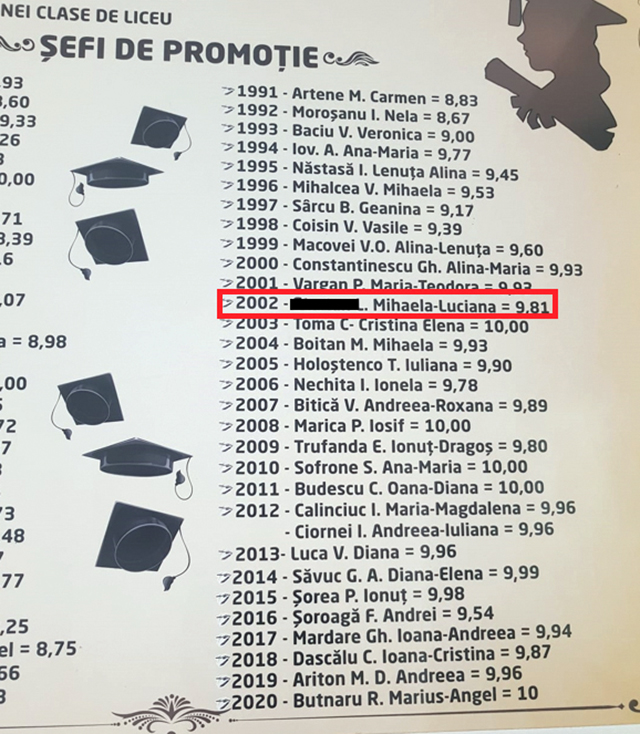 NEI CLASE DE LICEU
ȘEFI DE PROMOȚIE
,93
8,60
9,33
26
3
0,00
,71
8,39
6
,07
a = 8,98
,00
5
72
7
3
73
,48
7
,77
,25
el = 8,75
66
3
1991 - Artene M. Carmen = 8,83
1992 - Moroșanu I. Nela = 8,67
1993 - Baciu V. Veronica = 9,00
1994 - Iov. A. Ana-Maria = 9,77
1995 - Năstasă I. Lenuța Alina = 9,45
1996 - Mihalcea V. Mihaela = 9,53
1997 - Sârcu B. Geanina = 9,17
1998 - Coisin V. Vasile = 9,39
1999 - Macovei V.O. Alina-Lenuța = 9,60
2000 - Constantinescu Gh. Alina-Maria = 9,93
2001 - Vargan P. Maria-Teodora = 9,93
2002 - L. Mihaela-Luciana = 9,81
2003 - Toma C- Cristina Elena = 10,00
2004 - Boitan M. Mihaela = 9,93
2005 - Holoștenco T. Iuliana = 9,90
2006 - Nechita I. Ionela = 9,78
2007 - Bitică V. Andreea-Roxana = 9,89
2008 - Marica P. Iosif = 10,00
2009 - Trufanda E. Ionuț-Dragoș = 9,80
2010 - Sofrone S. Ana-Maria = 10,00
2011 - Budescu C. Oana-Diana = 10,00
2012 - Calinciuc I. Maria-Magdalena = 9,96
- Ciornei I. Andreea-Iuliana = 9,96
2013- Luca V. Diana = 9,96
2014 - Săvuc G. A. Diana-Elena = 9,99
2015 - Șorea P. Ionuț = 9,98
2016 - Șoroagă F. Andrei = 9,54
2017 - Mardare Gh. Ioana-Andreea = 9,94
2018 - Dascălu C. Ioana-Cristina = 9,87
2019 - Ariton M. D. Andreea = 9,96
2020 - Butnaru R. Marius-Angel = 10